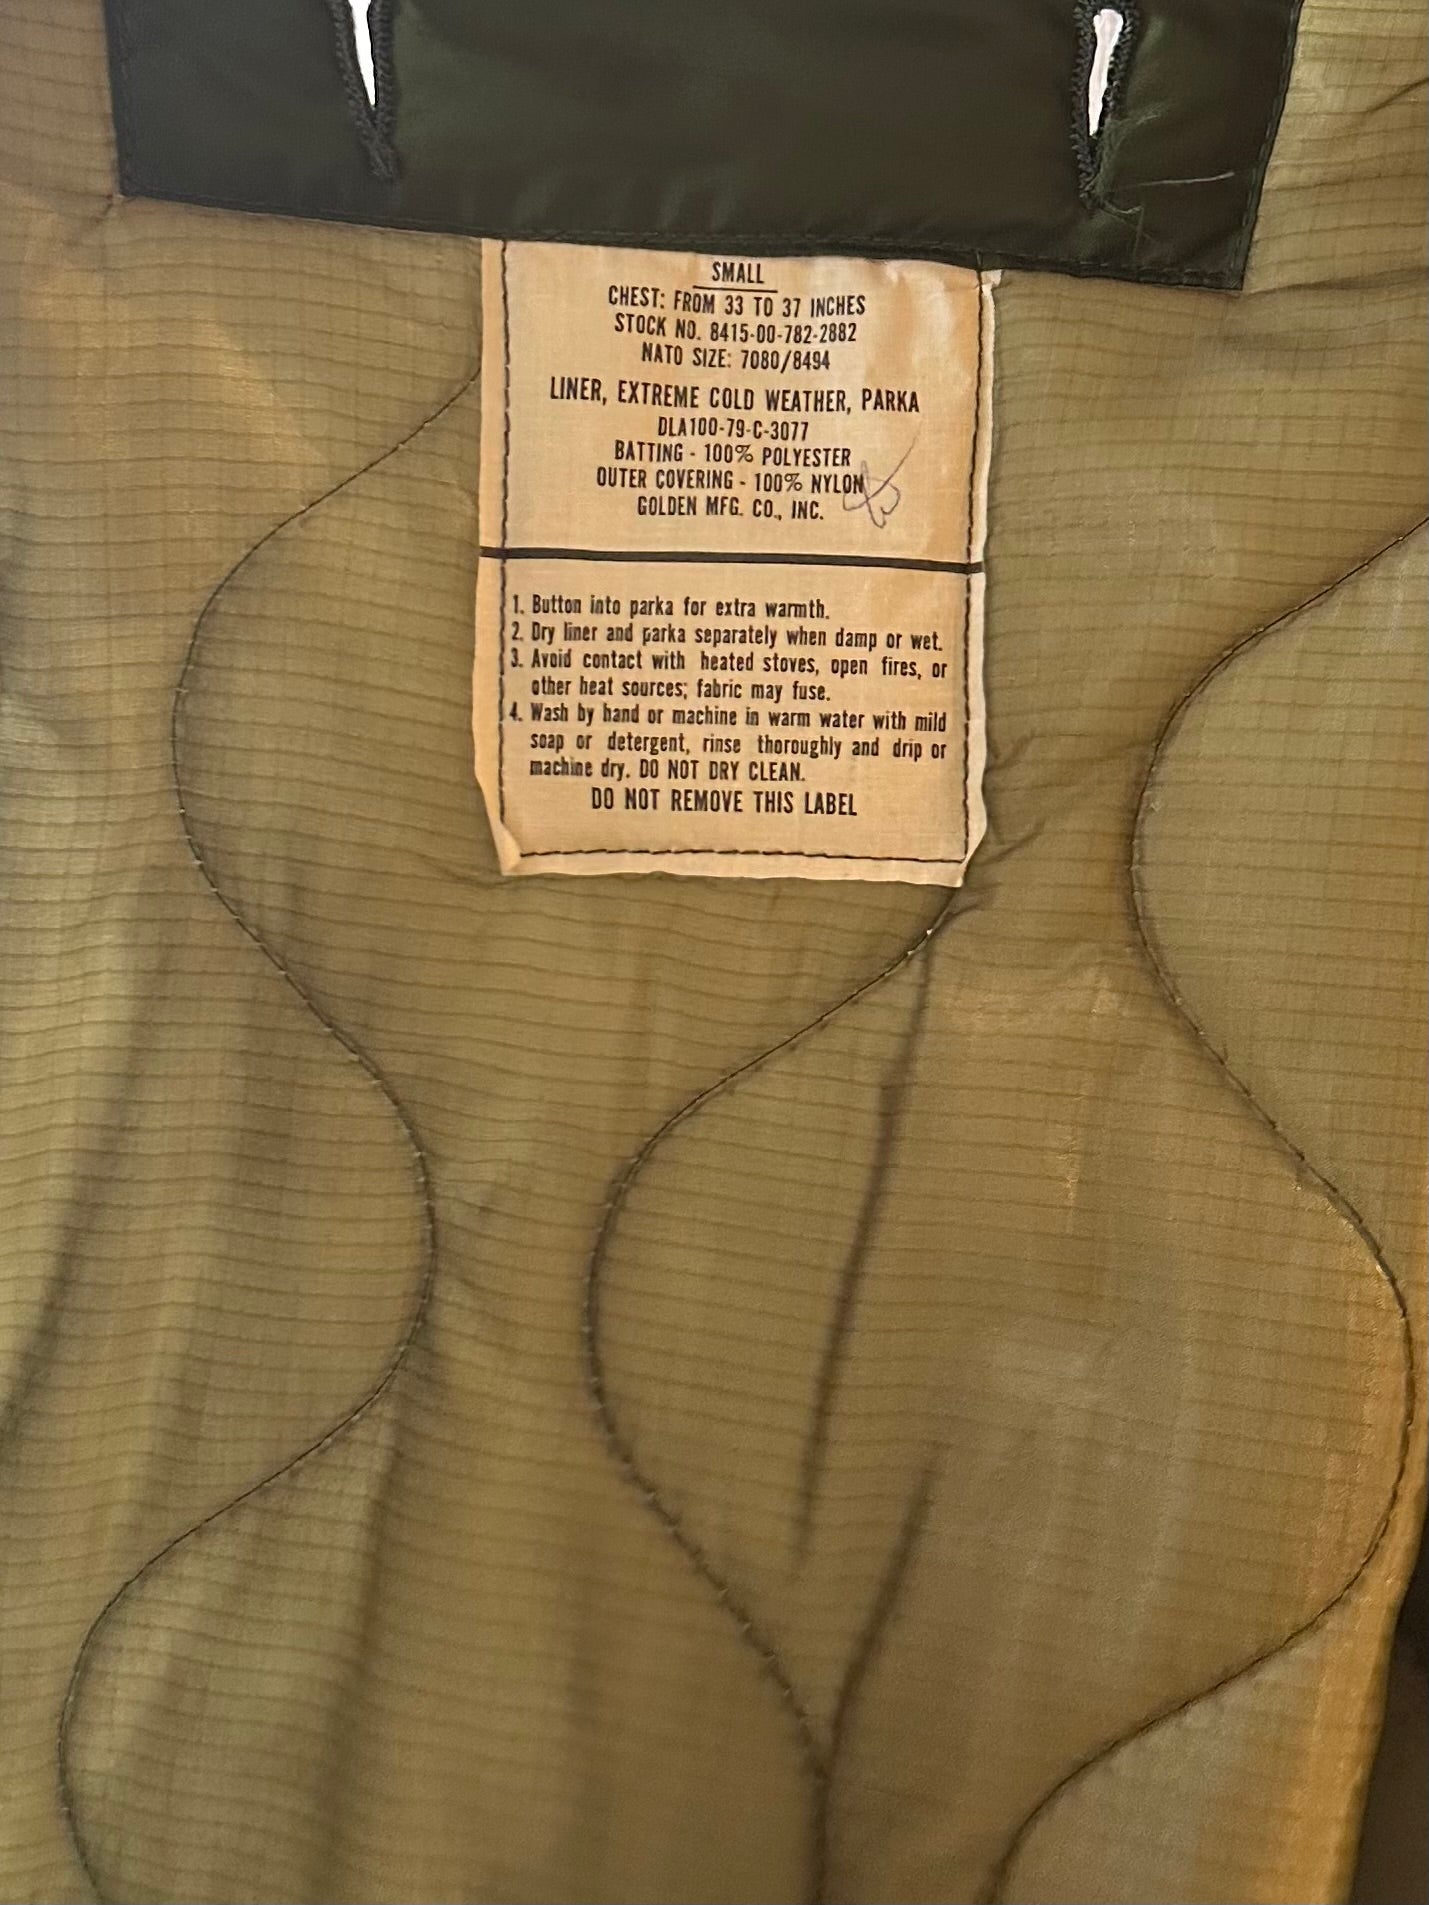 SMALL
CHEST: FROM 33 TO 37 INCHES
STOCK NO. 8415-00-782-2882
NATO SIZE: 7080/8494
LINER, EXTREME COLD WEATHER, PARKA
DLA100-79-C-3077
BATTING - 100% POLYESTER
OUTER COVERING - 100% NYLON
GOLDEN MFG. CO., INC.
1. Button into parka for extra warmth.
2. Dry liner and parka separately when damp or wet.
3. Avoid contact with heated stoves, open fires, or
other heat sources; fabric may fuse.
4. Wash by hand or machine in warm water with mild
soap or detergent, rinse thoroughly and drip or
machine dry. DO NOT DRY CLEAN.
DO NOT REMOVE THIS LABEL